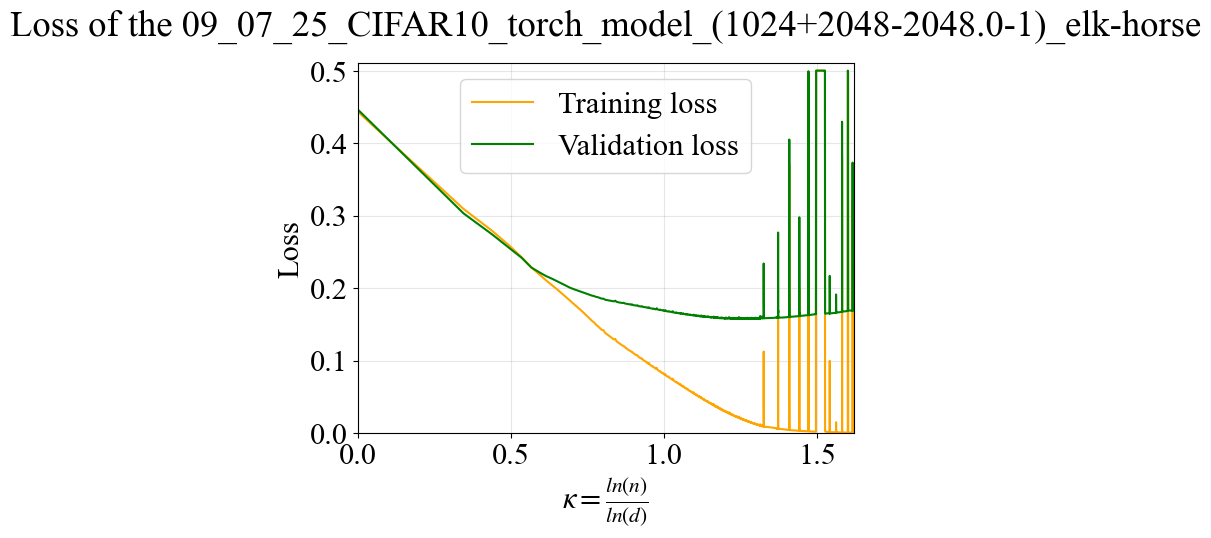 Loss of the 09_07_25_CIFAR10_torch_model_(1024+2048-2048.0-1)_elk-horse
0.5
0.4
0.3
0.2
0.1
0.0
Loss
Training loss
Validation loss
0.0 0.5 1.0 1.5
κ = ln(n)/ln(d)